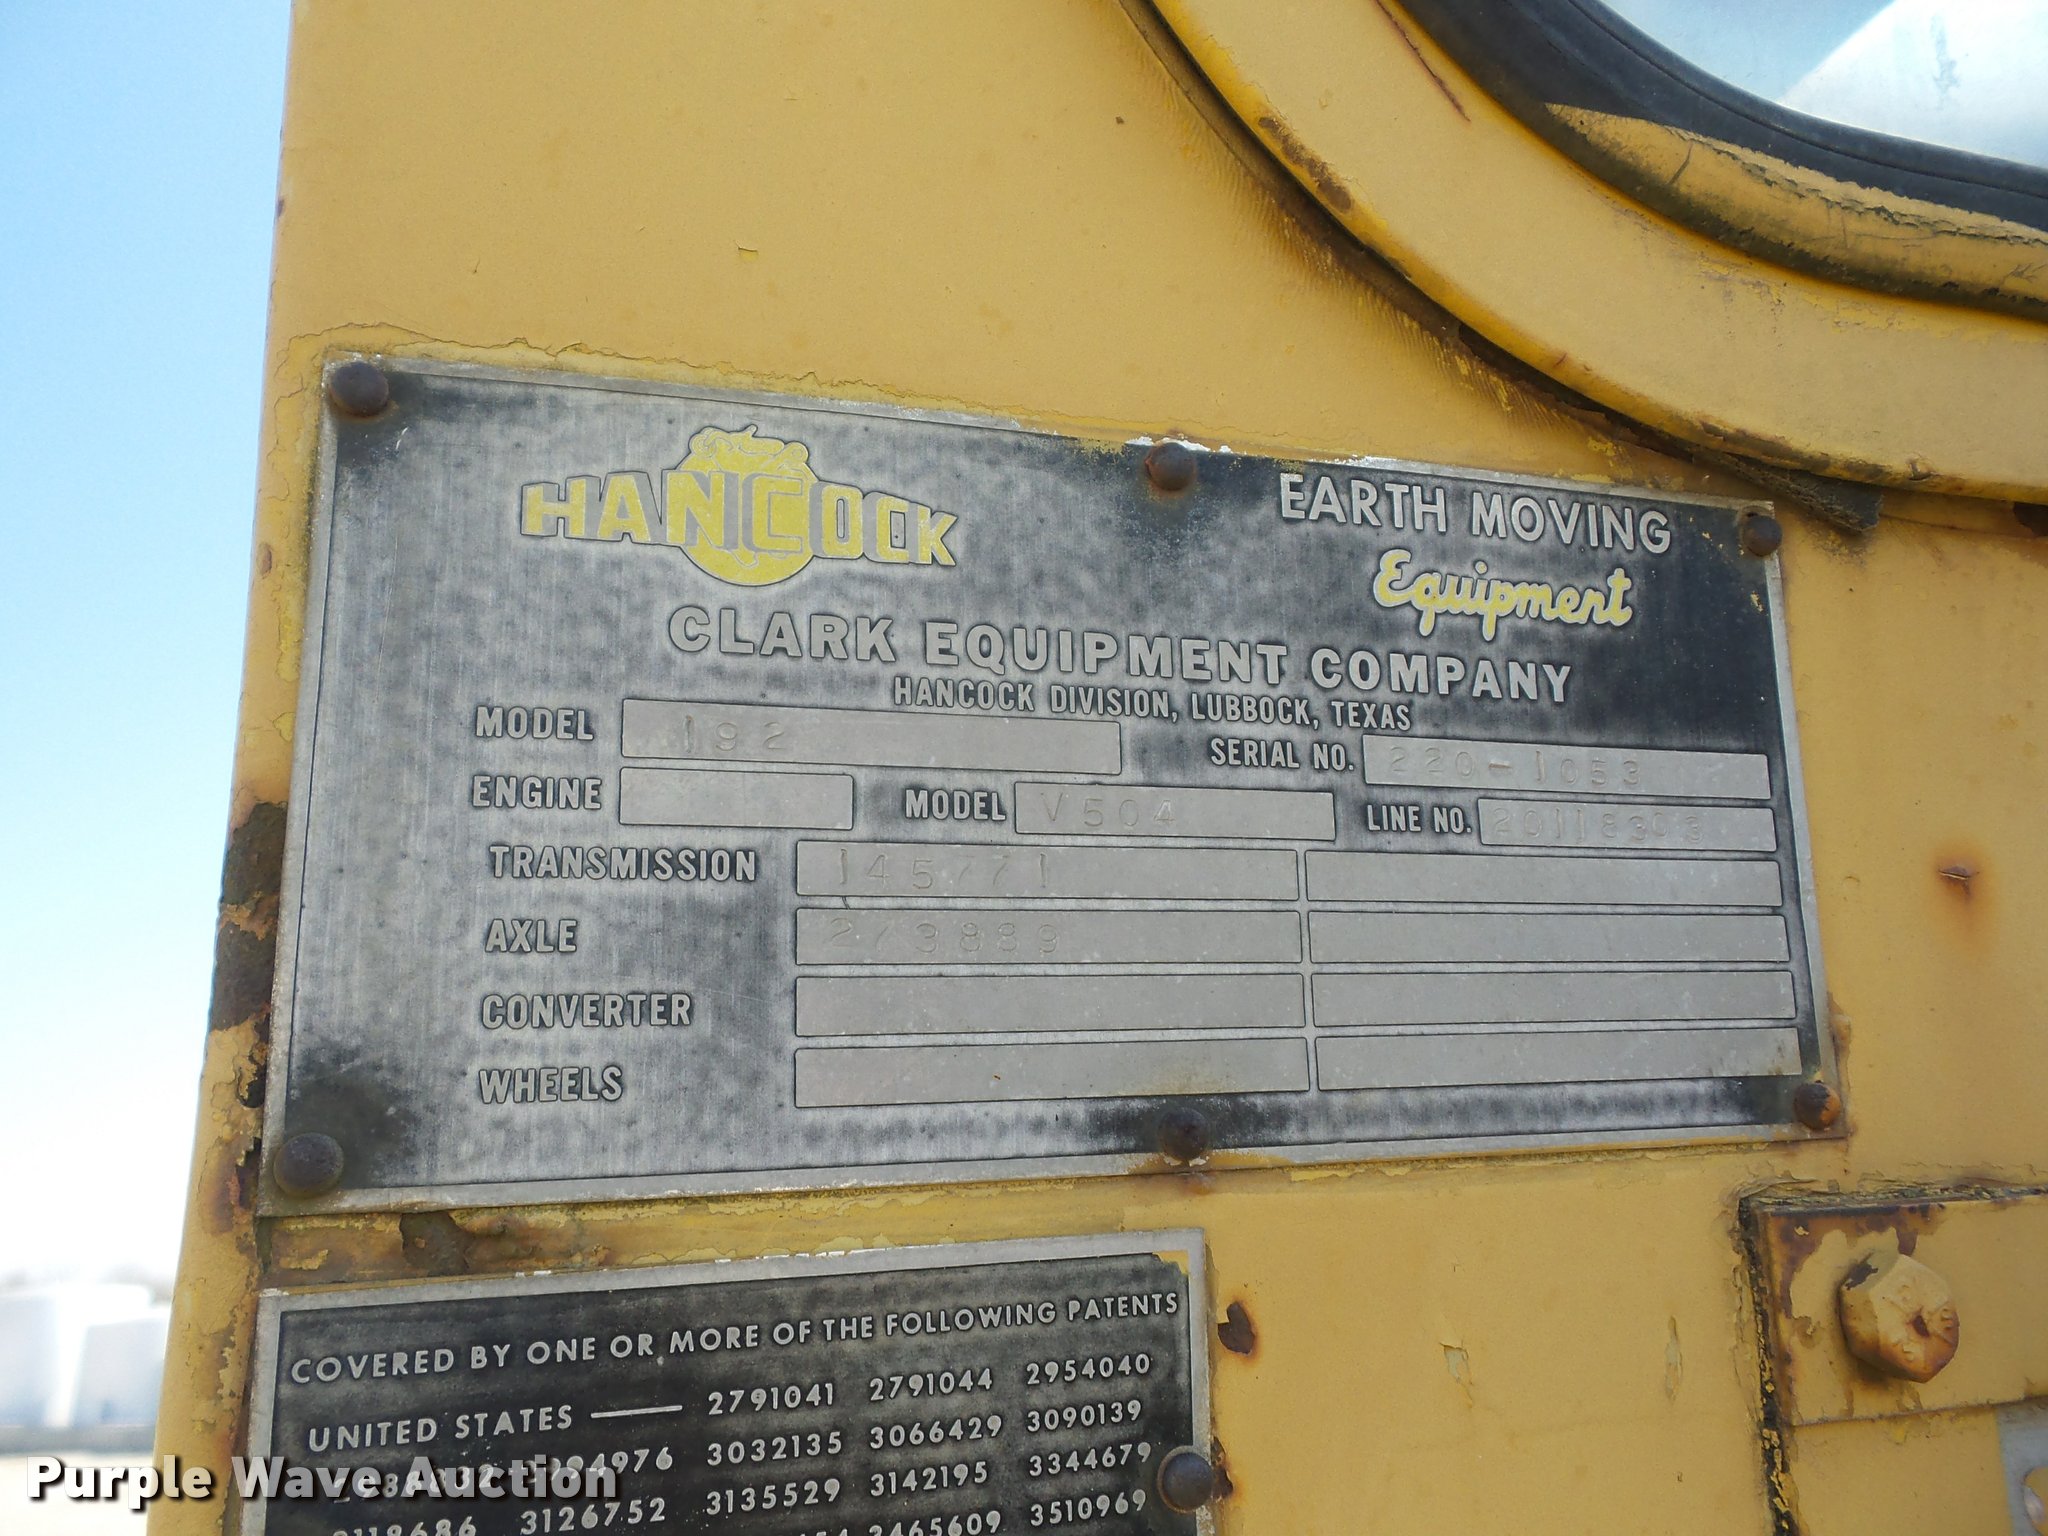 HANCOCK
EARTH MOVING
Equipment
CLARK EQUIPMENT COMPANY
HANCOCK DIVISION, LUBBOCK, TEXAS
MODEL 192
SERIAL NO. 220-1053
ENGINE MODEL V504 LINE NO. 20118303
TRANSMISSION 145771
AXLE 273889
CONVERTER
WHEELS
COVERED BY ONE OR MORE OF THE FOLLOWING PATENTS
UNITED STATES — 2791041 2791044 2954040
3032135 3066429 3090139
3126752 3135529 3142195 3344679
3465609 3510969
Purple Wave Auction